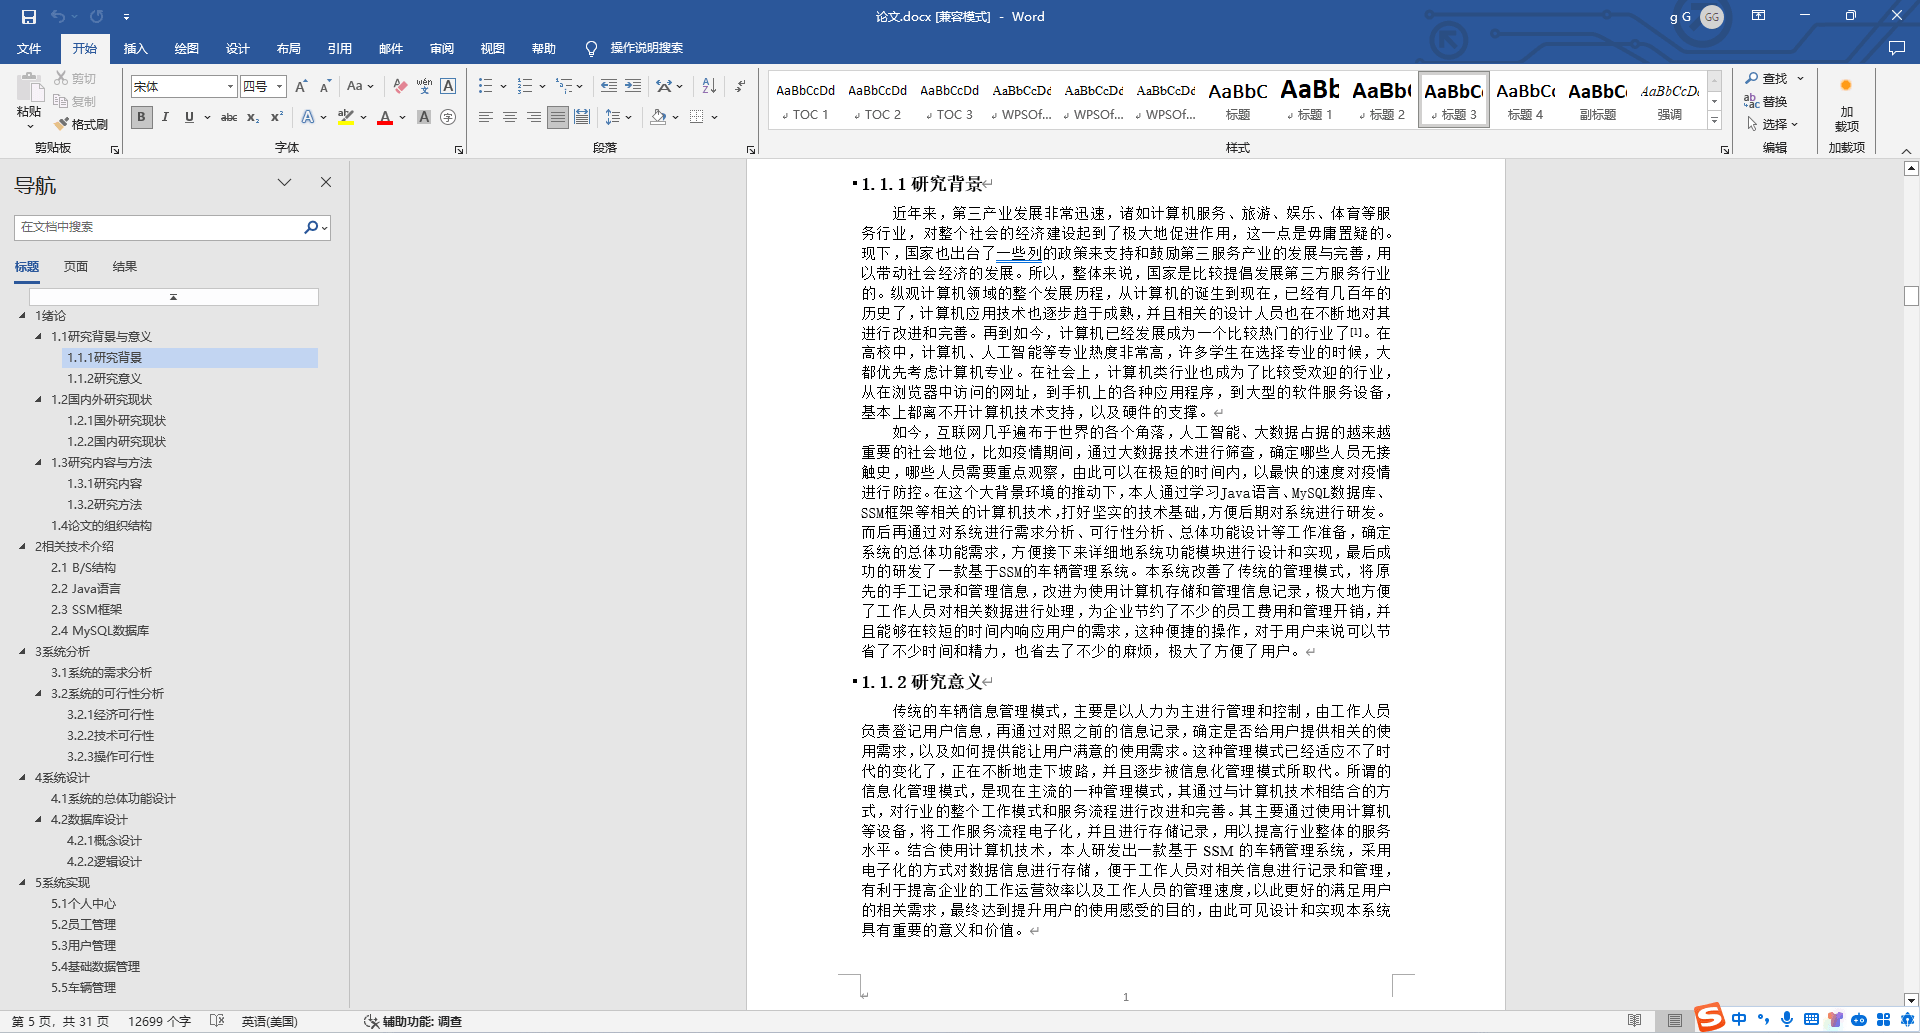 论文.docx [兼容模式] - Word
g G
GG
文件 开始 插入 绘图 设计 布局 引用 邮件 审阅 视图 帮助 操作说明搜索
粘贴
剪切
复制
格式刷
剪贴板
宋体 四号
字体
段落
AaBbCcDd TOC 1
AaBbCcDd TOC 2
AaBbCcDd TOC 3
AaBbCcDd WPSOf...
AaBbCcDd WPSOf...
AaBbCcDd WPSOf...
AaBbC 标题
标题 1
标题 2
标题 3
标题 4
副标题
强调
样式
查找
替换
选择
编辑
加载项
加载项
导航
在文档中搜索
标题 页面 结果
1绪论
1.1研究背景与意义
1.1.1研究背景
1.1.2研究意义
1.2国内外研究现状
1.2.1国外研究现状
1.2.2国内研究现状
1.3研究内容与方法
1.3.1研究内容
1.3.2研究方法
1.4论文的组织结构
2相关技术介绍
2.1 B/S结构
2.2 Java语言
2.3 SSM框架
2.4 MySQL数据库
3系统分析
3.1系统的需求分析
3.2系统的可行性分析
3.2.1经济可行性
3.2.2技术可行性
3.2.3操作可行性
4系统设计
4.1系统的总体功能设计
4.2数据库设计
4.2.1概念设计
4.2.2逻辑设计
5系统实现
5.1个人中心
5.2员工管理
5.3用户管理
5.4基础数据管理
5.5车辆管理
1.1.1 研究背景
近年来，第三产业发展非常迅速，诸如计算机服务、旅游、娱乐、体育等服
务行业，对整个社会的经济建设起到了极大地促进作用，这一点是毋庸置疑的。
现下，国家也出台了一些列的政策来支持和鼓励第三服务产业的发展与完善，用
以带动社会经济的发展。所以，整体来说，国家是比较提倡发展第三方服务行业
的。纵观计算机领域的整个发展历程，从计算机的诞生到现在，已经有几百年的
历史了，计算机应用技术也逐步趋于成熟，并且相关的设计人员也在不断地对其
进行改进和完善。再到如今，计算机已经发展成为一个比较热门的行业了[1]。在
高校中，计算机、人工智能等专业热度非常高，许多学生在选择专业的时候，大
都优先考虑计算机专业。在社会上，计算机类行业也成为了比较受欢迎的行业，
从在浏览器中访问的网址，到手机上的各种应用程序，到大型的软件服务设备，
基本上都离不开计算机技术支持，以及硬件的支撑。
如今，互联网几乎遍布于世界的各个角落，人工智能、大数据占据的越来越
重要的社会地位，比如疫情期间，通过大数据技术进行筛查，确定哪些人员无接
触史，哪些人员需要重点观察，由此可以在极短的时间内，以最快的速度对疫情
进行防控。在这个大背景环境的推动下，本人通过学习Java语言、MySQL数据库、
SSM框架等相关的计算机技术，打好坚实的技术基础，方便后期对系统进行研发。
而后再通过对系统进行需求分析、可行性分析、总体功能设计等工作准备，确定
系统的总体功能需求，方便接下来详细地系统功能模块进行设计和实现，最后成
功的研发了一款基于SSM的车辆管理系统。本系统改善了传统的管理模式，将原
先的手工记录和管理信息，改进为使用计算机存储和管理信息记录，极大地方便
了工作人员对相关数据进行处理，为企业节约了不少的员工费用和管理开销，并
且能够在较短的时间内响应用户的需求，这种便捷的操作，对于用户来说可以节
省了不少时间和精力，也省去了不少的麻烦，极大了方便了用户。
1.1.2 研究意义
传统的车辆信息管理模式，主要是以人力为主进行管理和控制，由工作人员
负责登记用户信息，再通过对照之前的信息记录，确定是否给用户提供相关的使
用需求，以及如何提供能让用户满意的使用需求。这种管理模式已经适应不了时
代的变化了，正在不断地走下坡路，并且逐步被信息化管理模式所取代。所谓的
信息化管理模式，是现在主流的一种管理模式，其通过与计算机技术相结合的方
式，对行业的整个工作模式和服务流程进行改进和完善。其主要通过使用计算机
等设备，将工作服务流程电子化，并且进行存储记录，用以提高行业整体的服务
水平。结合使用计算机技术，本人研发出一款基于 SSM 的车辆管理系统，采用
电子化的方式对数据信息进行存储，便于工作人员对相关信息进行记录和管理，
有利于提高企业的工作运营效率以及工作人员的管理速度，以此更好的满足用户
的相关需求，最终达到提升用户的使用感受的目的，由此可见设计和实现本系统
具有重要的意义和价值。
1
第 5 页，共 31 页 12699 个字 英语(美国) 辅助功能: 调查
中